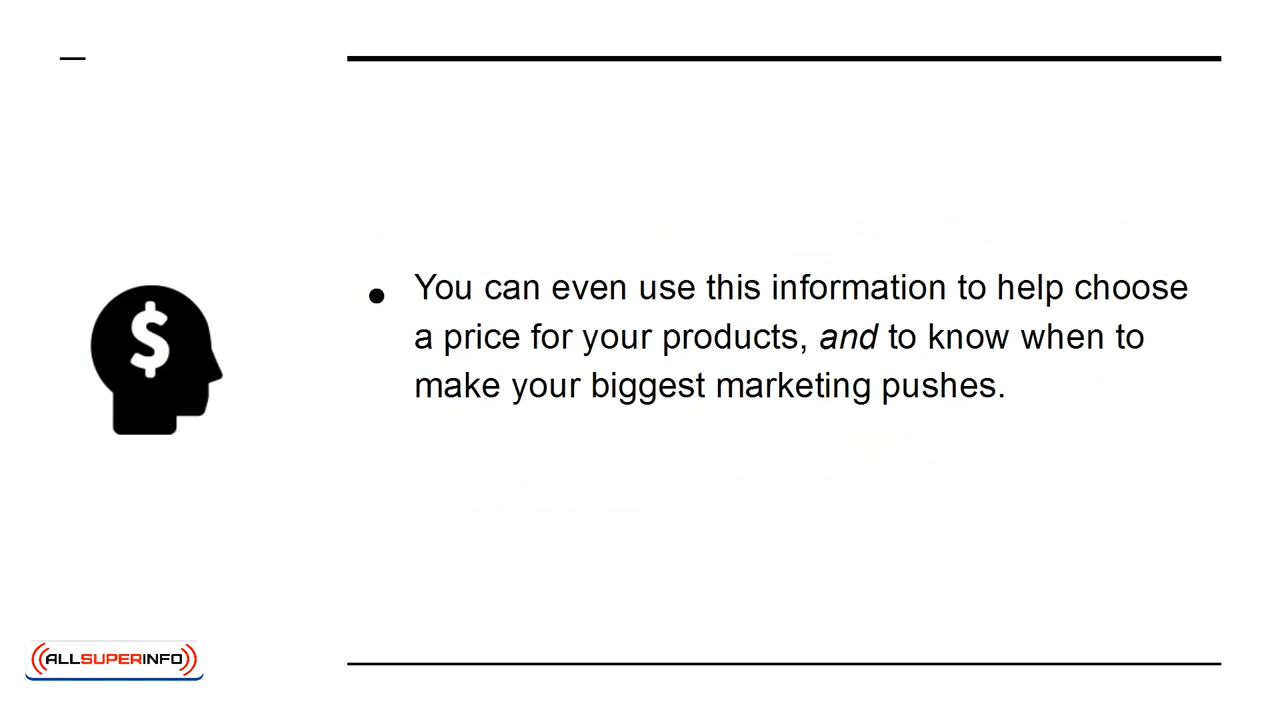 You can even use this information to help choose
a price for your products, and to know when to
make your biggest marketing pushes.
ALLSUPERINFO